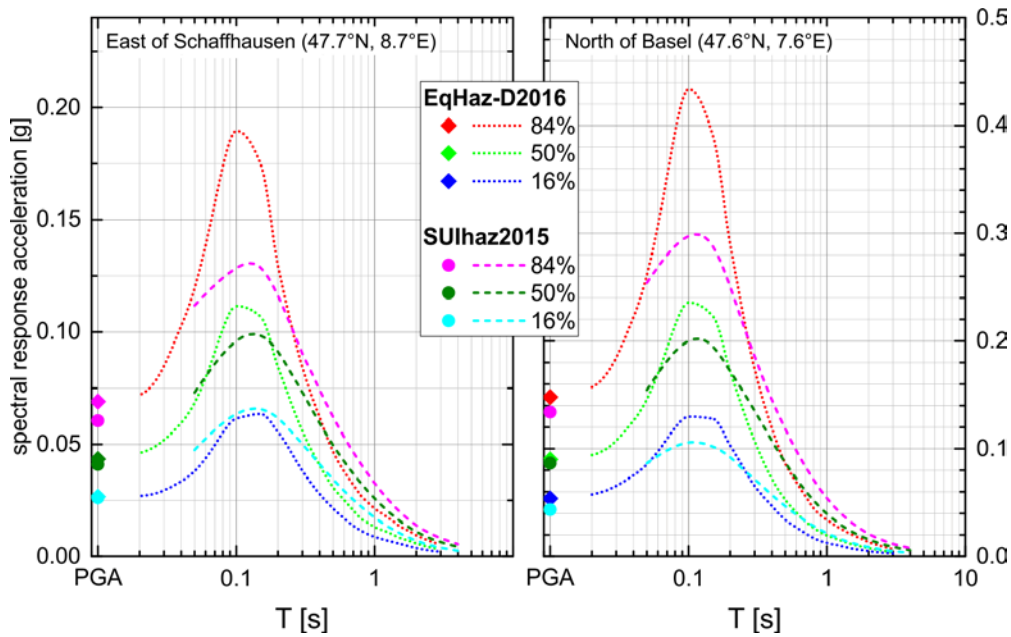 East of Schaffhausen (47.7°N, 8.7°E)
North of Basel (47.6°N, 7.6°E)
spectral response acceleration [g]
0.20
0.15
0.10
0.05
0.00
EqHaz-D2016
84%
50%
16%
SUIhaz2015
84%
50%
16%
0.5
0.4
0.3
0.2
0.1
0.0
PGA 0.1 1
PGA 0.1 1 10
T [s]
T [s]